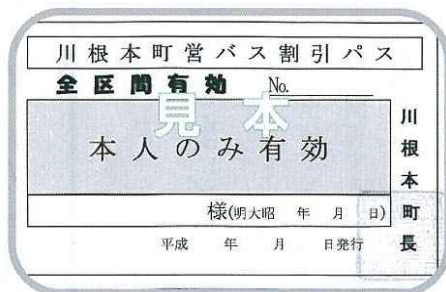 川根本町営バス割引パス
全区間有効 No.
見本
本人のみ有効
様(明大昭 年 月 日)
平成 年 月 日発行
川根本町長